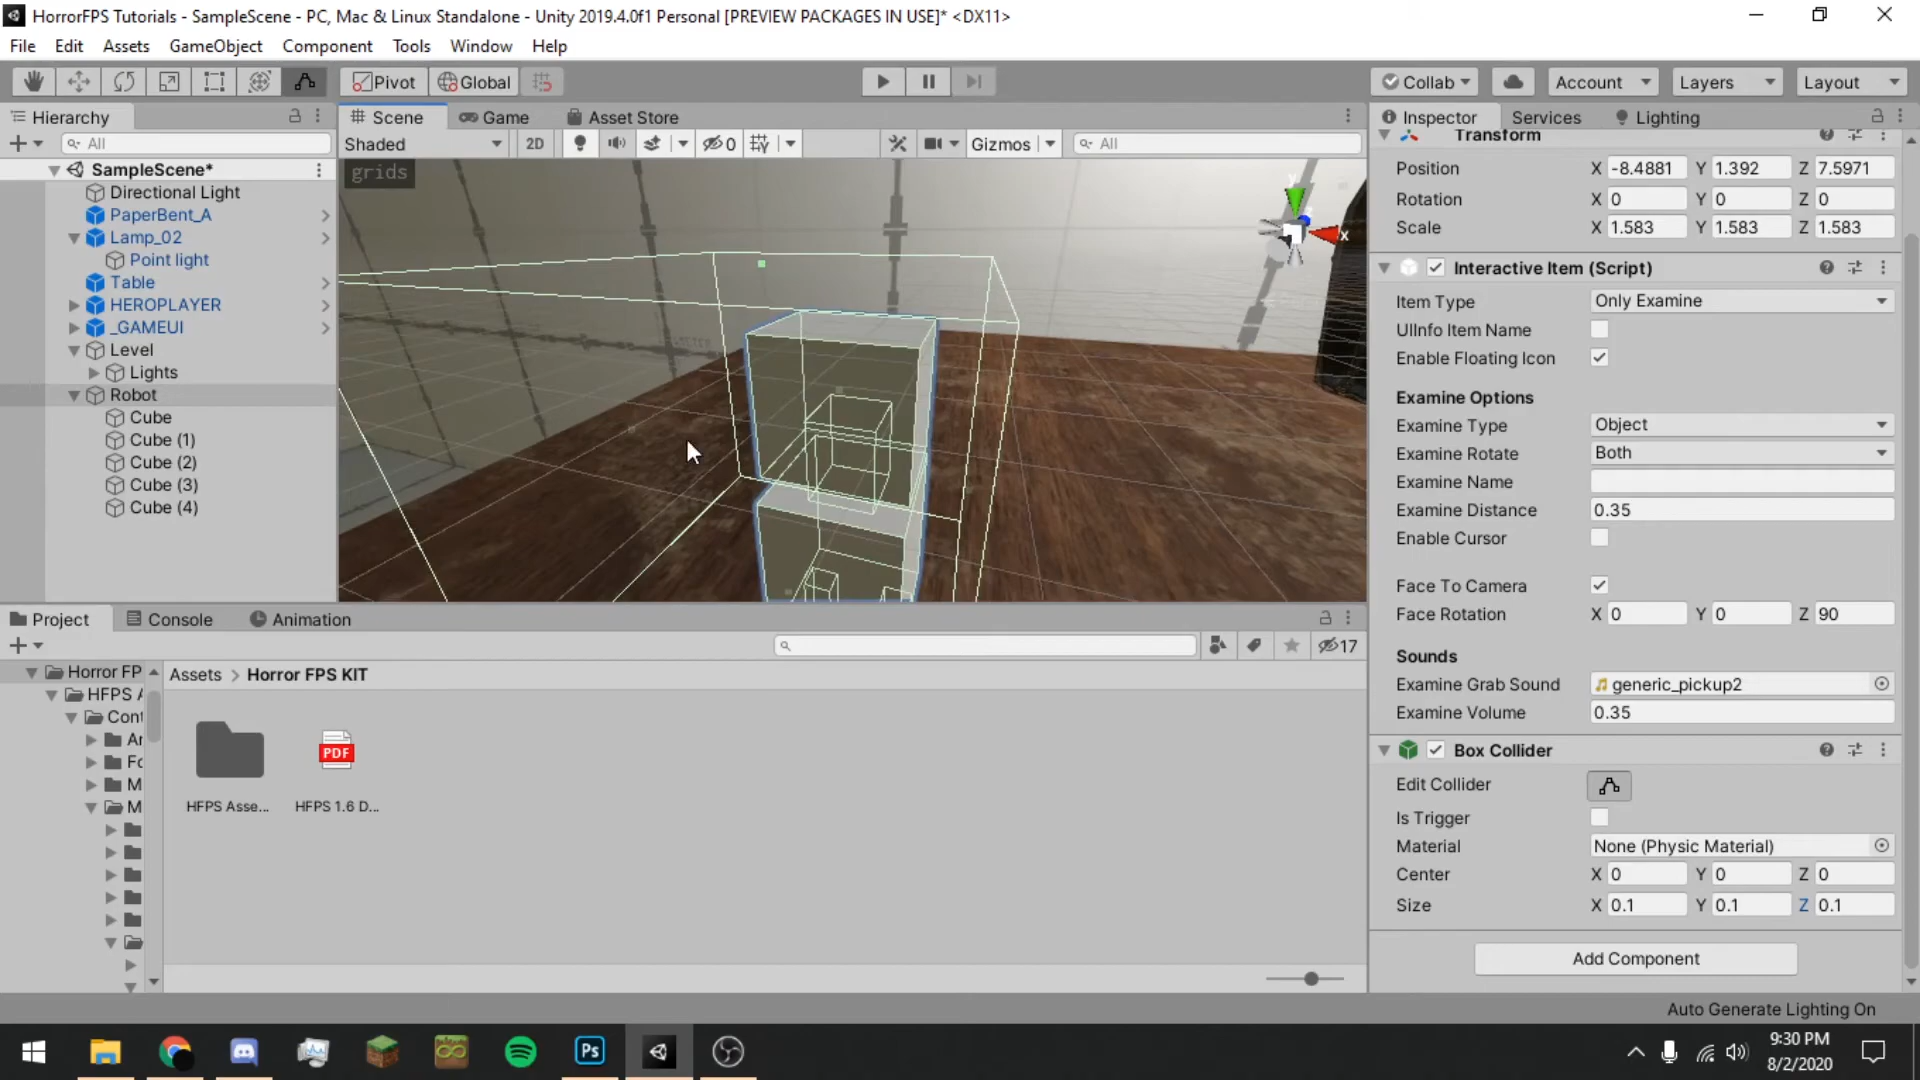 HorrorFPS Tutorials - SampleScene - PC, Mac & Linux Standalone - Unity 2019.4.0f1 Personal [PREVIEW PACKAGES IN USE]* <DX11>
File Edit Assets GameObject Component Tools Window Help
Pivot Global Collab Account Layers Layout
Hierarchy Scene Game Asset Store Inspector Services Lighting
All Shaded 2D 0 Gizmos All
Transform
SampleScene*
grids
y
x
Position X -8.4881 Y 1.392 Z 7.5971
Directional Light
Rotation X 0 Y 0 Z 0
PaperBent_A
Scale X 1.583 Y 1.583 Z 1.583
Lamp_02
Point light
Interactive Item (Script)
Table
Item Type Only Examine
HEROPLAYER
UIInfo Item Name
_GAMEUI
Enable Floating Icon
Level
Lights
Examine Options
Robot
Examine Type Object
Cube
Examine Rotate Both
Cube (1)
Examine Name
Cube (2)
Examine Distance 0.35
Cube (3)
Enable Cursor
Cube (4)
Face To Camera
Face Rotation X 0 Y 0 Z 90
Project Console Animation
17
Sounds
Horror FP
Assets > Horror FPS KIT
Examine Grab Sound generic_pickup2
HFPS A
Examine Volume 0.35
Cont
Ar
PDF
Box Collider
Fo
M
Edit Collider
M
HFPS Asse... HFPS 1.6 D...
Is Trigger
Material None (Physic Material)
Center X 0 Y 0 Z 0
Size X 0.1 Y 0.1 Z 0.1
Add Component
Auto Generate Lighting On
Ps
9:30 PM
8/2/2020